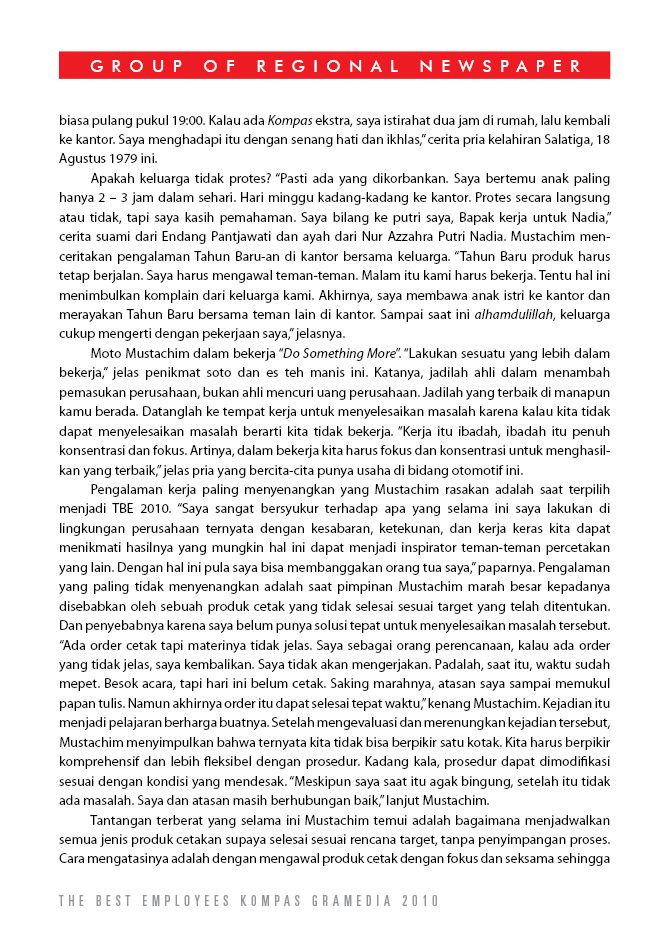 GROUP OF REGIONAL NEWSPAPER
biasa pulang pukul 19:00. Kalau ada Kompas ekstra, saya istirahat dua jam di rumah, lalu kembali
ke kantor. Saya menghadapi itu dengan senang hati dan ikhlas,” cerita pria kelahiran Salatiga, 18
Agustus 1979 ini.
Apakah keluarga tidak protes? “Pasti ada yang dikorbankan. Saya bertemu anak paling
hanya 2 – 3 jam dalam sehari. Hari minggu kadang-kadang ke kantor. Protes secara langsung
atau tidak, tapi saya kasih pemahaman. Saya bilang ke putri saya, Bapak kerja untuk Nadia,”
cerita suami dari Endang Pantjawati dan ayah dari Nur Azzahra Putri Nadia. Mustachim men-
ceritakan pengalaman Tahun Baru-an di kantor bersama keluarga. “Tahun Baru produk harus
tetap berjalan. Saya harus mengawal teman-teman. Malam itu kami harus bekerja. Tentu hal ini
menimbulkan komplain dari keluarga kami. Akhirnya, saya membawa anak istri ke kantor dan
merayakan Tahun Baru bersama teman lain di kantor. Sampai saat ini alhamdulillah, keluarga
cukup mengerti dengan pekerjaan saya,” jelasnya.
Moto Mustachim dalam bekerja “Do Something More”. “Lakukan sesuatu yang lebih dalam
bekerja,” jelas penikmat soto dan es teh manis ini. Katanya, jadilah ahli dalam menambah
pemasukan perusahaan, bukan ahli mencuri uang perusahaan. Jadilah yang terbaik di manapun
kamu berada. Datanglah ke tempat kerja untuk menyelesaikan masalah karena kalau kita tidak
dapat menyelesaikan masalah berarti kita tidak bekerja. “Kerja itu ibadah, ibadah itu penuh
konsentrasi dan fokus. Artinya, dalam bekerja kita harus fokus dan konsentrasi untuk menghasil-
kan yang terbaik,” jelas pria yang bercita-cita punya usaha di bidang otomotif ini.
Pengalaman kerja paling menyenangkan yang Mustachim rasakan adalah saat terpilih
menjadi TBE 2010. “Saya sangat bersyukur terhadap apa yang selama ini saya lakukan di
lingkungan perusahaan ternyata dengan kesabaran, ketekunan, dan kerja keras kita dapat
menikmati hasilnya yang mungkin hal ini dapat menjadi inspirator teman-teman percetakan
yang lain. Dengan hal ini pula saya bisa membanggakan orang tua saya,” paparnya. Pengalaman
yang paling tidak menyenangkan adalah saat pimpinan Mustachim marah besar kepadanya
disebabkan oleh sebuah produk cetak yang tidak selesai sesuai target yang telah ditentukan.
Dan penyebabnya karena saya belum punya solusi tepat untuk menyelesaikan masalah tersebut.
“Ada order cetak tapi materinya tidak jelas. Saya sebagai orang perencanaan, kalau ada order
yang tidak jelas, saya kembalikan. Saya tidak akan mengerjakan. Padalah, saat itu, waktu sudah
mepet. Besok acara, tapi hari ini belum cetak. Saking marahnya, atasan saya sampai memukul
papan tulis. Namun akhirnya order itu dapat selesai tepat waktu,” kenang Mustachim. Kejadian itu
menjadi pelajaran berharga buatnya. Setelah mengevaluasi dan merenungkan kejadian tersebut,
Mustachim menyimpulkan bahwa ternyata kita tidak bisa berpikir satu kotak. Kita harus berpikir
komprehensif dan lebih fleksibel dengan prosedur. Kadang kala, prosedur dapat dimodifikasi
sesuai dengan kondisi yang mendesak. “Meskipun saya saat itu agak bingung, setelah itu tidak
ada masalah. Saya dan atasan masih berhubungan baik,” lanjut Mustachim.
Tantangan terberat yang selama ini Mustachim temui adalah bagaimana menjadwalkan
semua jenis produk cetakan supaya selesai sesuai rencana target, tanpa penyimpangan proses.
Cara mengatasinya adalah dengan mengawal produk cetak dengan fokus dan seksama sehingga
THE BEST EMPLOYEES KOMPAS GRAMEDIA 2010